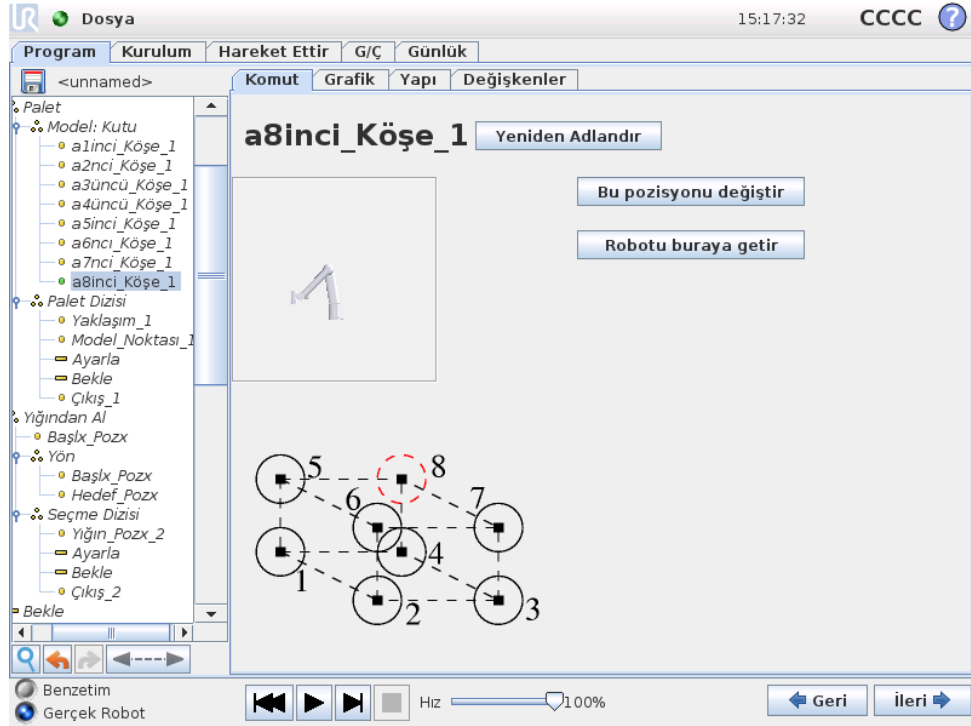 UR Dosya 15:17:32 CCCC ?
Program Kurulum Hareket Ettir G/Ç Günlük
<unnamed>
Komut Grafik Yapı Değişkenler
Palet
Model: Kutu
a1inci_Köşe_1
a2nci_Köşe_1
a3üncü_Köşe_1
a4üncü_Köşe_1
a5inci_Köşe_1
a6ncı_Köşe_1
a7nci_Köşe_1
a8inci_Köşe_1
Palet Dizisi
Yaklaşım_1
Model_Noktası_1
Ayarla
Bekle
Çıkış_1
Yığından Al
Başlx_Pozx
Yön
Başlx_Pozx
Hedef_Pozx
Seçme Dizisi
Yığın_Pozx_2
Ayarla
Bekle
Çıkış_2
Bekle
a8inci_Köşe_1 Yeniden Adlandır
Bu pozisyonu değiştir
Robotu buraya getir
5 8
6 7
1 4
2 3
Benzetim
Gerçek Robot
Hız 100%
Geri İleri